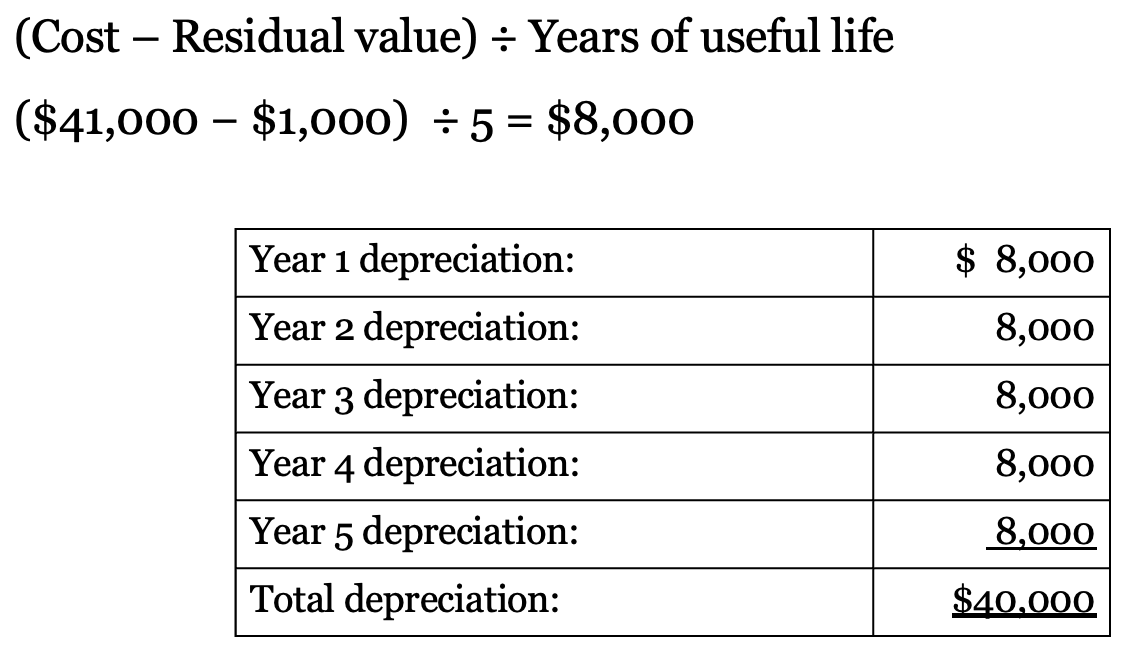 (Cost – Residual value) ÷ Years of useful life
($41,000 – $1,000) ÷ 5 = $8,000
Year 1 depreciation: $ 8,000
Year 2 depreciation: 8,000
Year 3 depreciation: 8,000
Year 4 depreciation: 8,000
Year 5 depreciation: 8,000
Total depreciation: $40,000